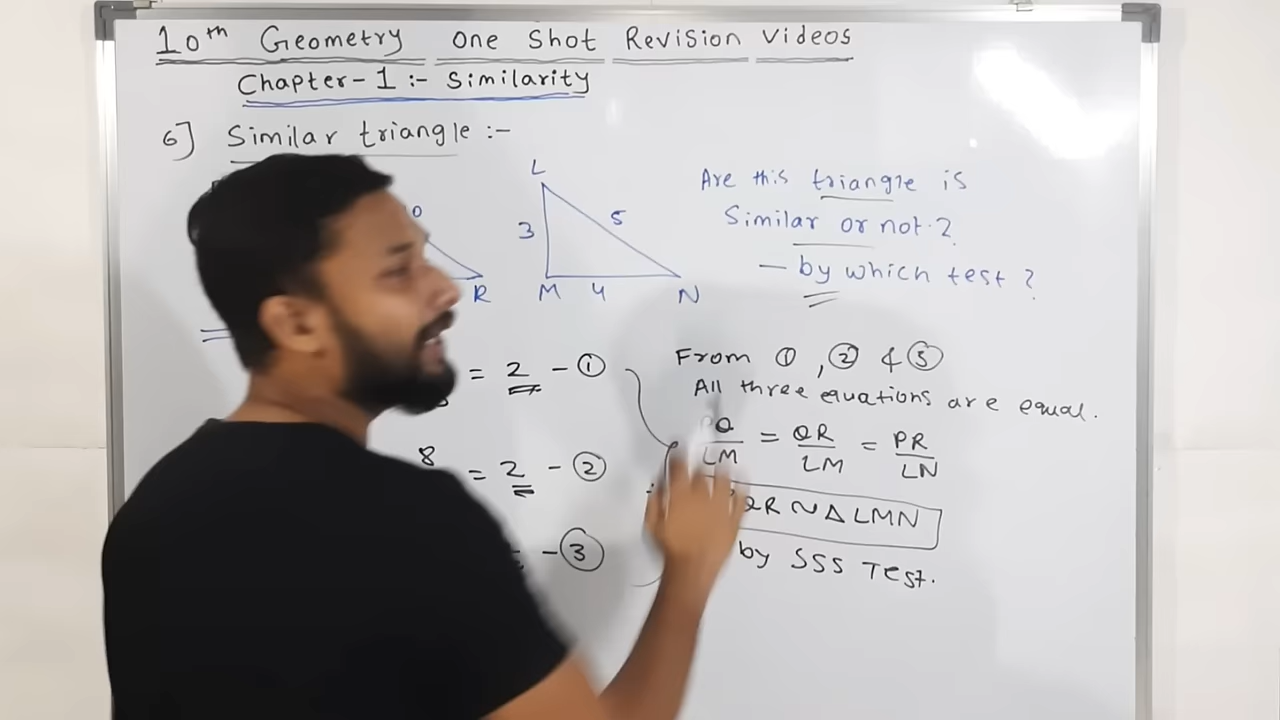 10th Geometry one Shot Revision Videos
Chapter-1 :- Similarity
6] Similar triangle :-
L
3
5
R
M
4
N
Are this triangle is
Similar or not?
— by which test?
= 2 - ①
8
= 2 - ②
- ③
From ①, ② & ③
All three equations are equal.
PQ/LM = QR/LM = PR/LN
QR ~ Δ LMN
by SSS Test.